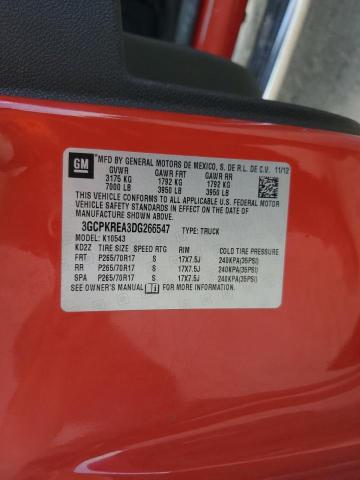 GM
MFD BY GENERAL MOTORS DE MEXICO, S. DE R.L. DE C.V. 11/12
GVWR GAWR FRT GAWR RR
3175 KG 1792 KG 1792 KG
7000 LB 3950 LB 3950 LB
THIS VEHICLE CONFORMS TO ALL APPLICABLE U.S. FEDERAL MOTOR
VEHICLE SAFETY STANDARDS IN EFFECT ON THE DATE OF
MANUFACTURE SHOWN ABOVE.
3GCPKREA3DG266547 TYPE: TRUCK
MODEL: K10543
K2Z TIRE SIZE SPEED RTG RIM COLD TIRE PRESSURE
FRT P265/70R17 S 17X7.5J 240KPA(35PSI)
RR P265/70R17 S 17X7.5J 240KPA(35PSI)
SPA P265/70R17 S 17X7.5J 240KPA(35PSI)
SEE OWNER'S MANUAL FOR MORE INFORMATION.